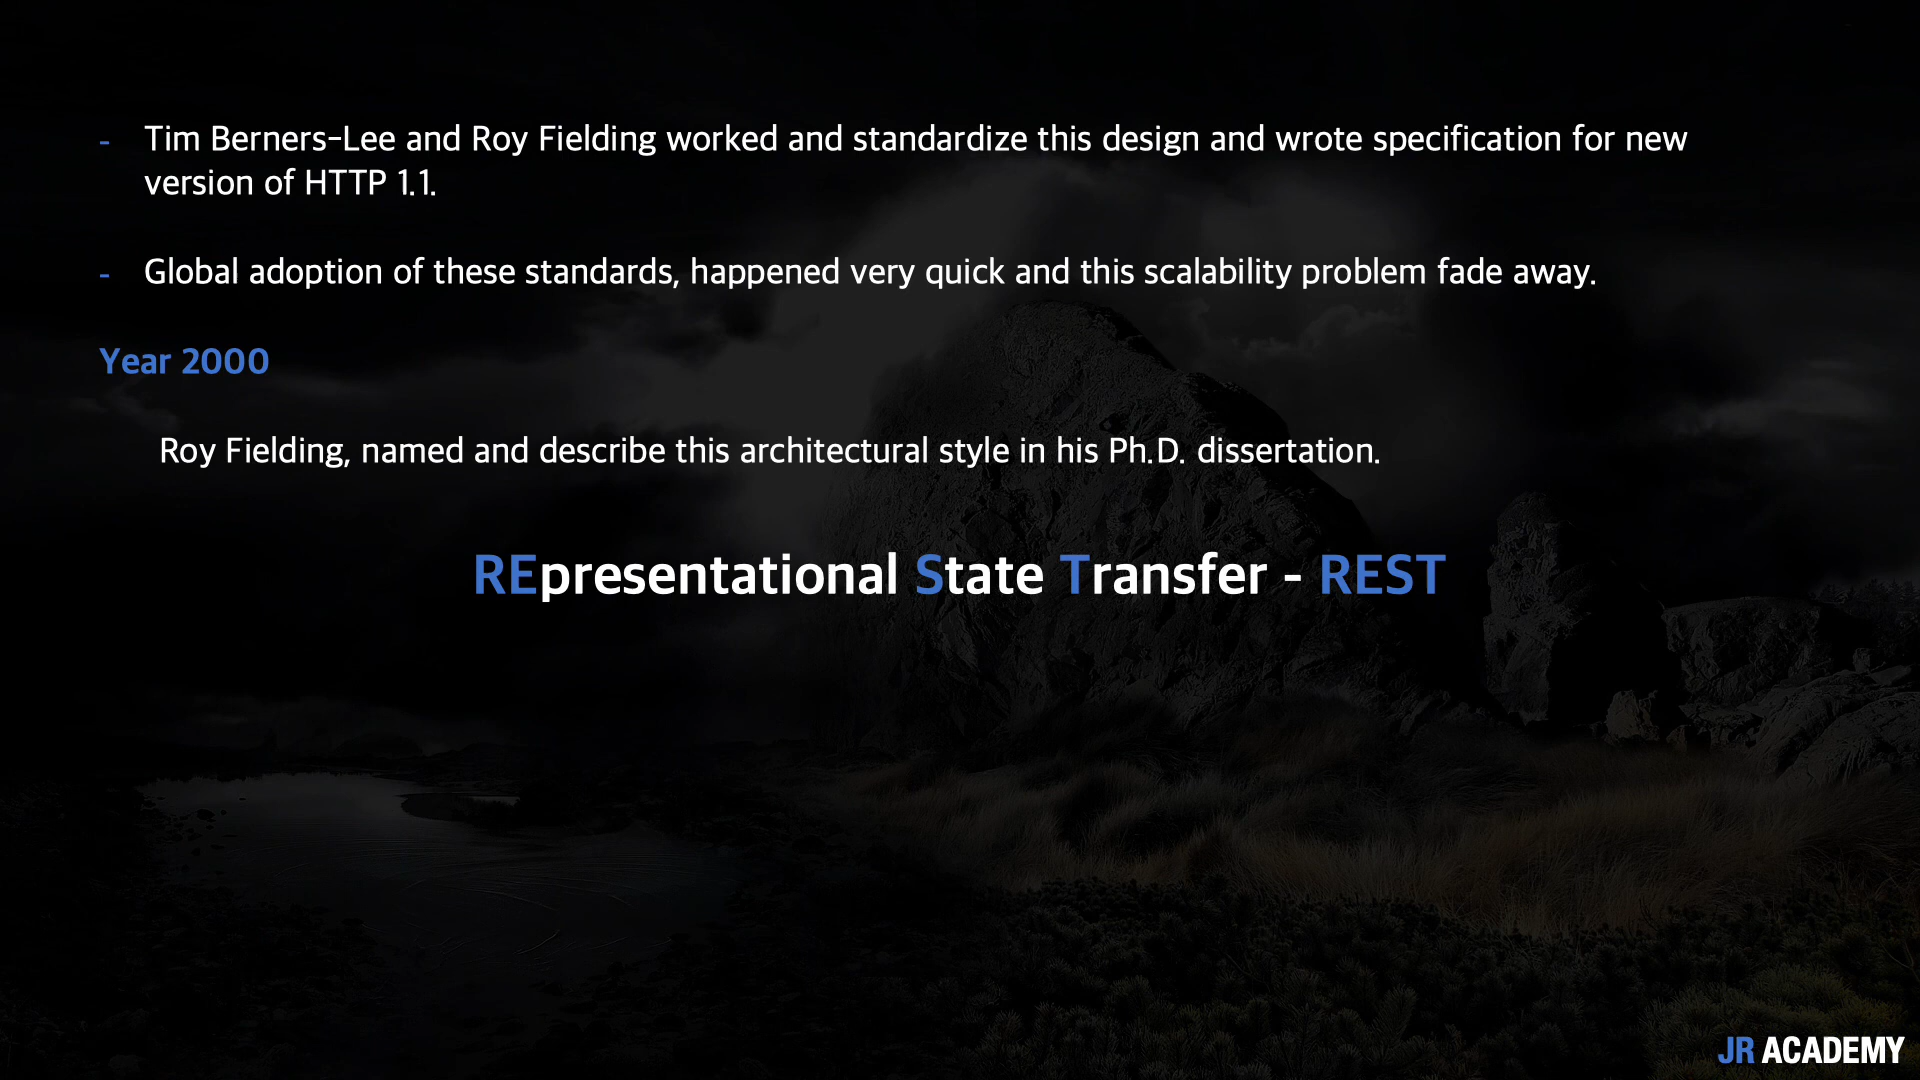 - Tim Berners-Lee and Roy Fielding worked and standardize this design and wrote specification for new
version of HTTP 1.1.
- Global adoption of these standards, happened very quick and this scalability problem fade away.
Year 2000
Roy Fielding, named and describe this architectural style in his Ph.D. dissertation.
REpresentational State Transfer - REST
JR ACADEMY